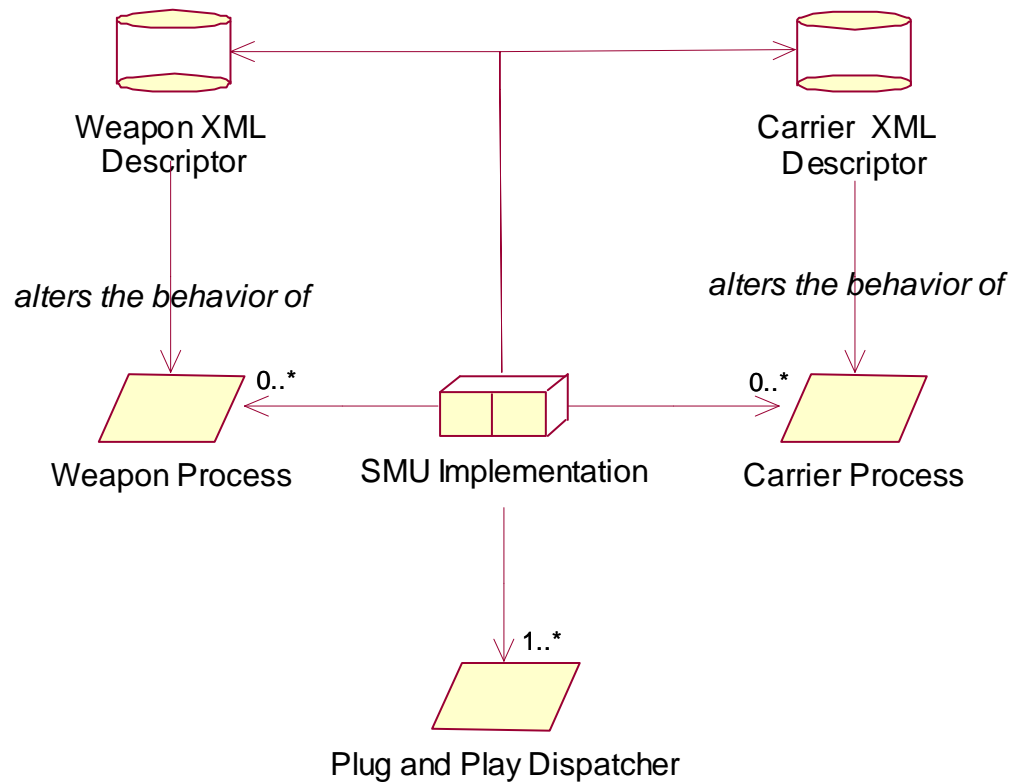 Weapon XML
Descriptor
Carrier XML
Descriptor
alters the behavior of
alters the behavior of
0..*
0..*
Weapon Process
SMU Implementation
Carrier Process
1..*
Plug and Play Dispatcher